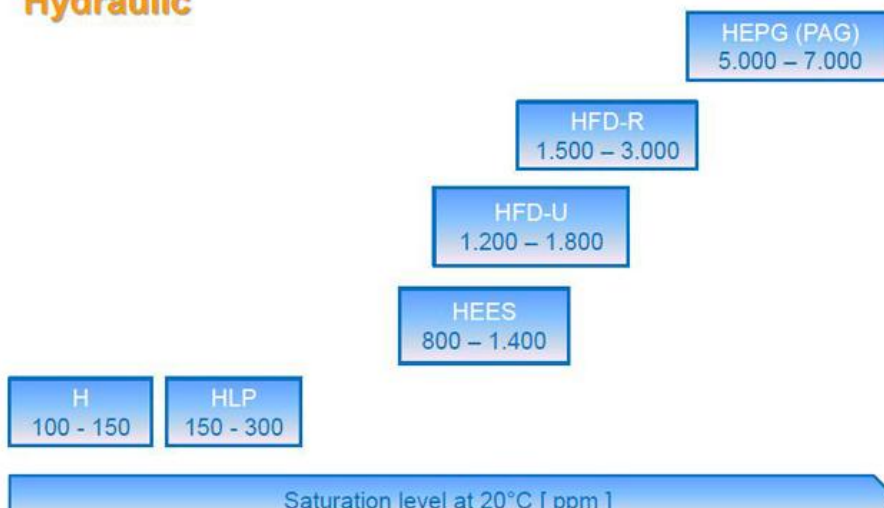 Hydraulic
HEPG (PAG)
5.000 – 7.000
HFD-R
1.500 – 3.000
HFD-U
1.200 – 1.800
HEES
800 – 1.400
H
100 - 150
HLP
150 - 300
Saturation level at 20°C [ ppm ]